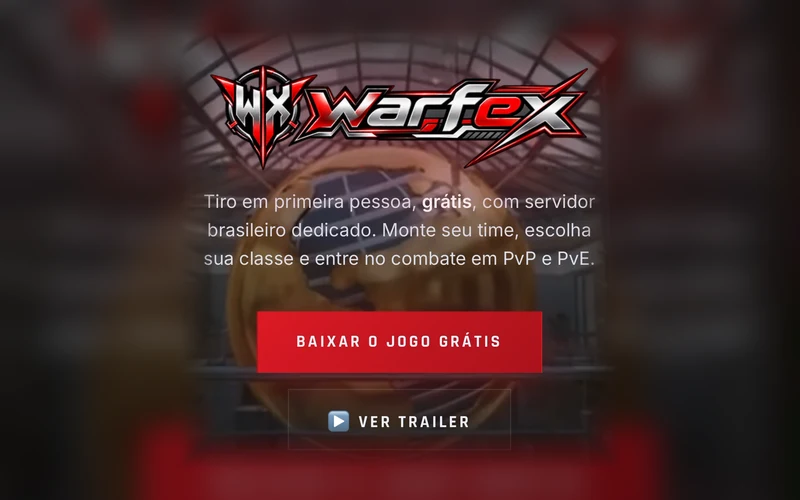 WX warfex
Tiro em primeira pessoa, grátis, com servidor
brasileiro dedicado. Monte seu time, escolha
sua classe e entre no combate em PvP e PvE.
BAIXAR O JOGO GRÁTIS
VER TRAILER